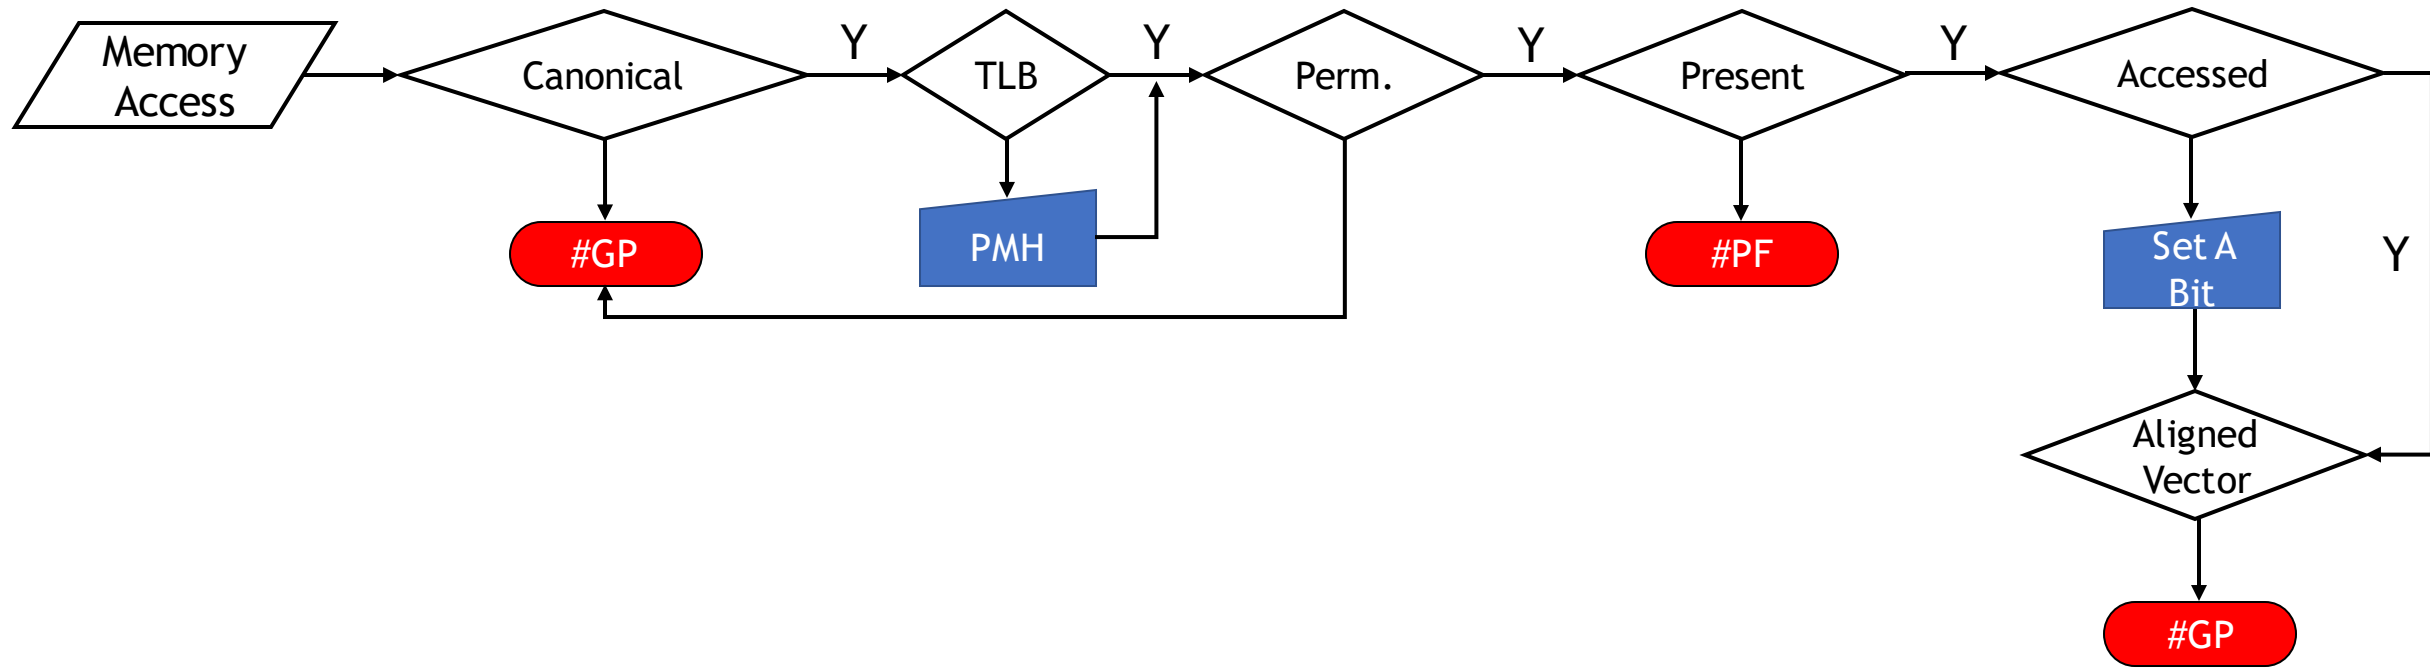 Memory
Access
Canonical
Y
TLB
Y
Perm.
Y
Present
Y
Accessed
#GP
PMH
#PF
Set A
Bit
Y
Aligned
Vector
#GP